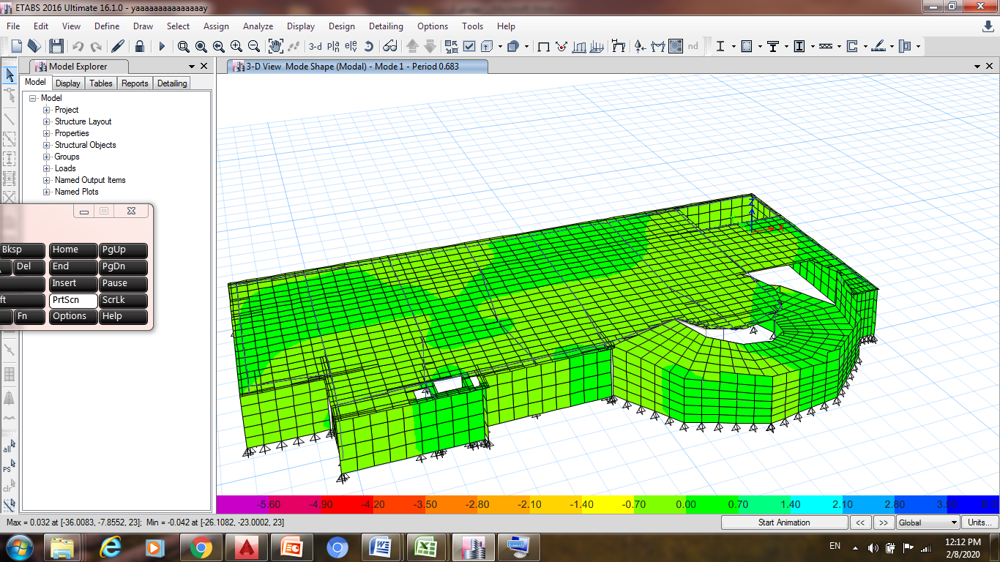 ETABS 2016 Ultimate 16.1.0 - yaaaaaaaaaaaaaaay
File Edit View Define Draw Select Assign Analyze Display Design Detailing Options Tools Help
3-d pla ele nd
Model Explorer
3-D View Mode Shape (Modal) - Mode 1 - Period 0.683
Model Display Tables Reports Detailing
Model
Project
Structure Layout
Properties
Structural Objects
Groups
Loads
Named Output Items
Named Plots
Bksp Home PgUp
Del End PgDn
Insert Pause
ft PrtScn ScrLk
Fn Options Help
all
PS
clr
Z
X
-5.60 -4.90 -4.20 -3.50 -2.80 -2.10 -1.40 -0.70 0.00 0.70 1.40 2.10 2.80 3.50 E-3
Max = 0.032 at [-36.0083, -7.8552, 23]; Min = -0.042 at [-26.1082, -23.0002, 23]
Start Animation << >> Global Units...
EN
12:12 PM
2/8/2020